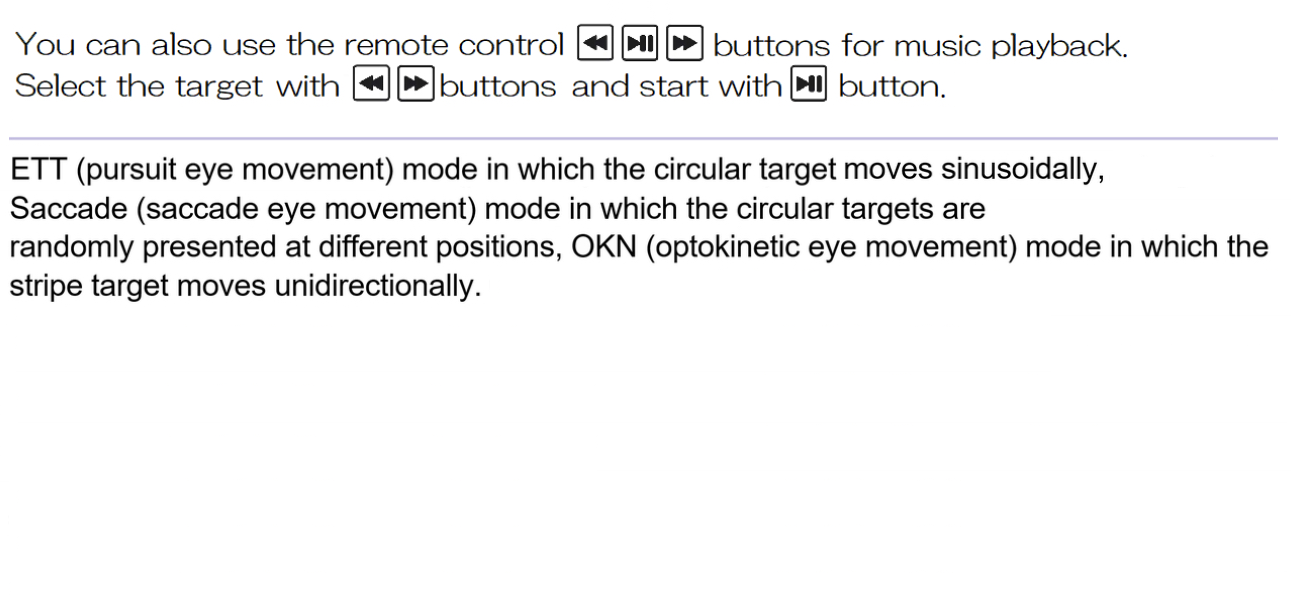 You can also use the remote control ⏪ ⏯ ⏩ buttons for music playback.
Select the target with ⏪ ⏩ buttons and start with ⏯ button.
ETT (pursuit eye movement) mode in which the circular target moves sinusoidally,
Saccade (saccade eye movement) mode in which the circular targets are
randomly presented at different positions, OKN (optokinetic eye movement) mode in which the
stripe target moves unidirectionally.